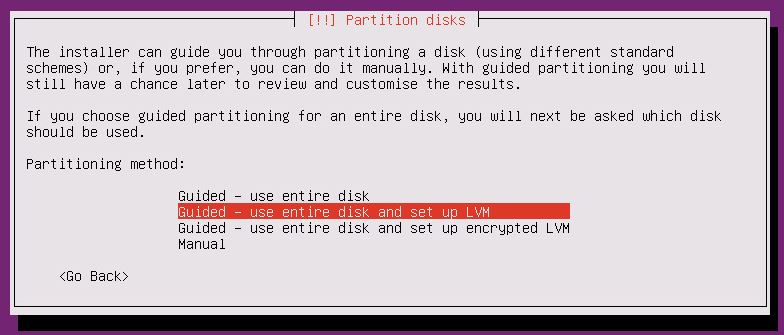 [!!] Partition disks
The installer can guide you through partitioning a disk (using different standard
schemes) or, if you prefer, you can do it manually. With guided partitioning you will
still have a chance later to review and customise the results.
If you choose guided partitioning for an entire disk, you will next be asked which disk
should be used.
Partitioning method:
Guided - use entire disk
Guided - use entire disk and set up LVM
Guided - use entire disk and set up encrypted LVM
Manual
<Go Back>